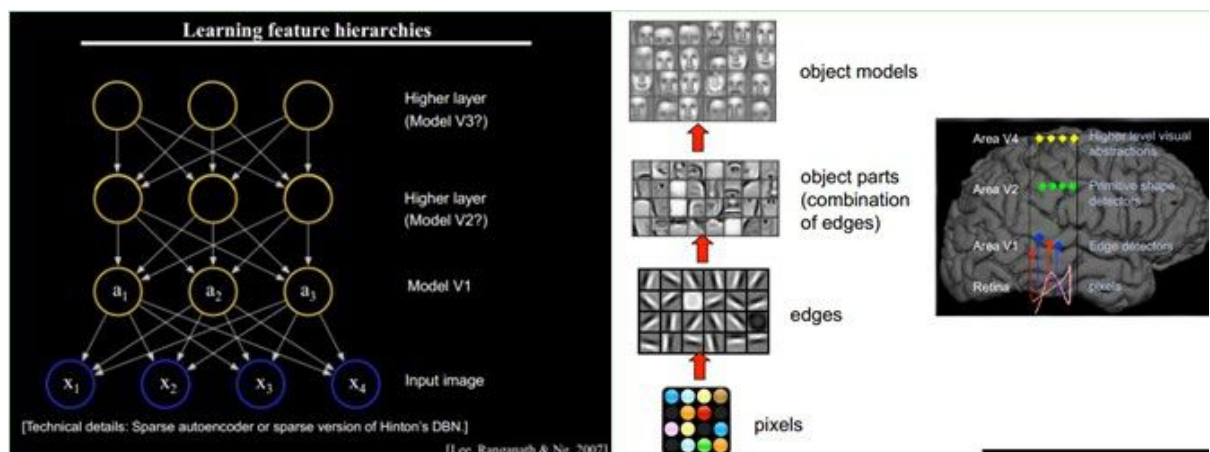 Learning feature hierarchies
Higher layer
(Model V3?)
Higher layer
(Model V2?)
a1 a2 a3
Model V1
x1 x2 x3 x4
Input image
[Technical details: Sparse autoencoder or sparse version of Hinton's DBN.]
[Lee, Ranganath & Ng, 2007]
object models
object parts
(combination
of edges)
edges
pixels
Area V4
Higher level visual
abstractions
Area V2
Primitive shape
detectors
Area V1
Edge detectors
Retina
pixels